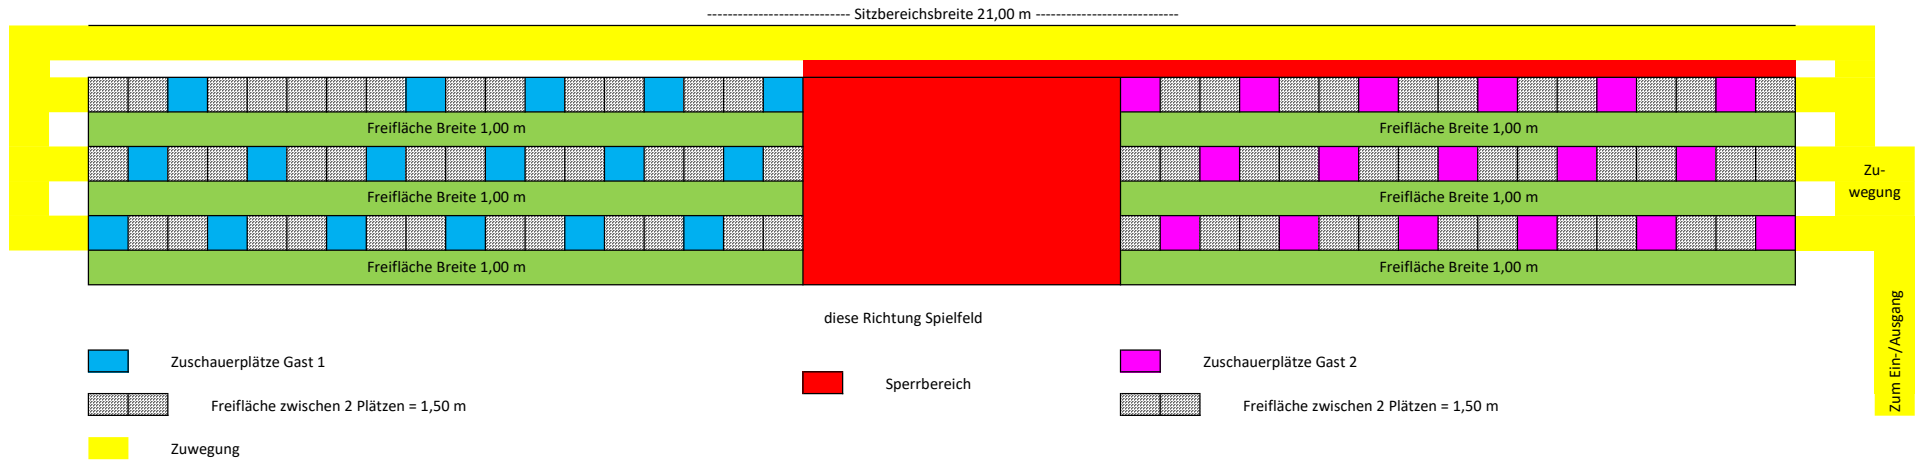 --------------------------- Sitzbereichsbreite 21,00 m ---------------------------
Freifläche Breite 1,00 m
Freifläche Breite 1,00 m
Freifläche Breite 1,00 m
Freifläche Breite 1,00 m
Freifläche Breite 1,00 m
Freifläche Breite 1,00 m
Zu-
wegung
Zum Ein-/Ausgang
diese Richtung Spielfeld
Zuschauerplätze Gast 1
Freifläche zwischen 2 Plätzen = 1,50 m
Zuwegung
Sperrbereich
Zuschauerplätze Gast 2
Freifläche zwischen 2 Plätzen = 1,50 m